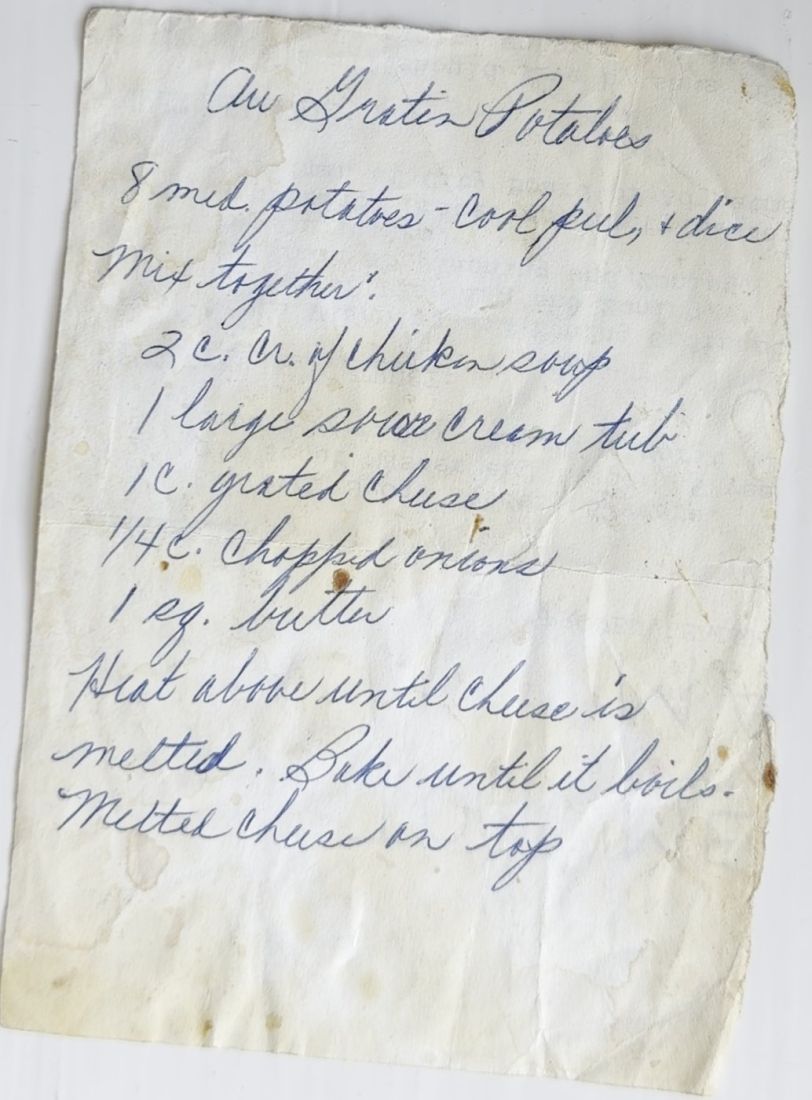 Au Gratin Potatoes
8 med. potatoes - cool peel, + dice
Mix together:
2 c. cr. of chicken soup
1 large sour cream tub
1 c. grated cheese
1/4 c. chopped onions
1 sq. butter
Heat above until cheese is
melted. Bake until it boils.
Melted cheese on top